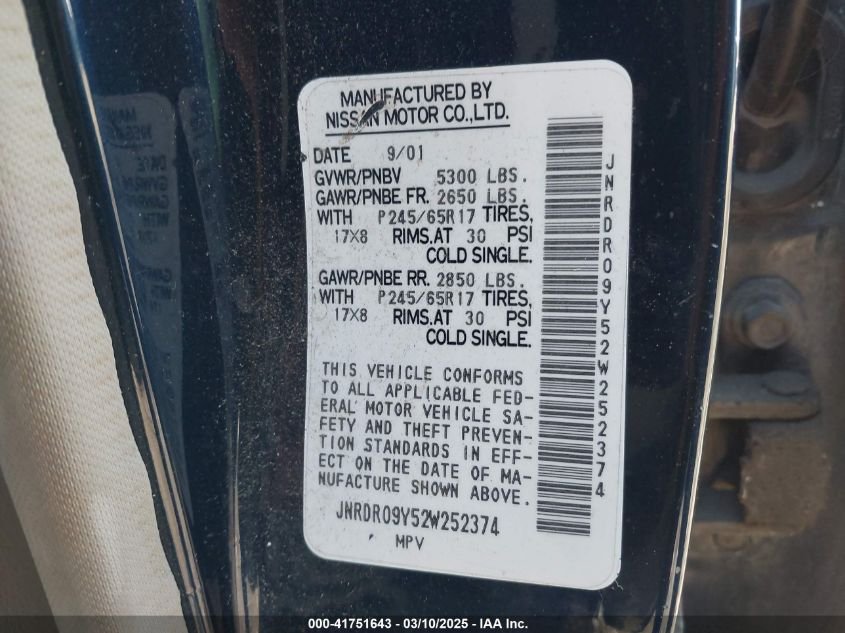 MANUFACTURED BY
NISSAN MOTOR CO.,LTD.
DATE 9/01
GVWR/PNBV 5300 LBS.
GAWR/PNBE FR. 2650 LBS.
WITH P245/65R17 TIRES,
17X8 RIMS.AT 30 PSI
COLD SINGLE.
GAWR/PNBE RR. 2850 LBS.
WITH P245/65R17 TIRES,
17X8 RIMS.AT 30 PSI
COLD SINGLE.
THIS VEHICLE CONFORMS
TO ALL APPLICABLE FED-
ERAL MOTOR VEHICLE SA-
FETY AND THEFT PREVEN-
TION STANDARDS IN EFF-
ECT ON THE DATE OF MA-
NUFACTURE SHOWN ABOVE.
JNRDR09Y52W252374
MPV
JNRDR09Y52W252374
000-41751643 - 03/10/2025 - IAA Inc.